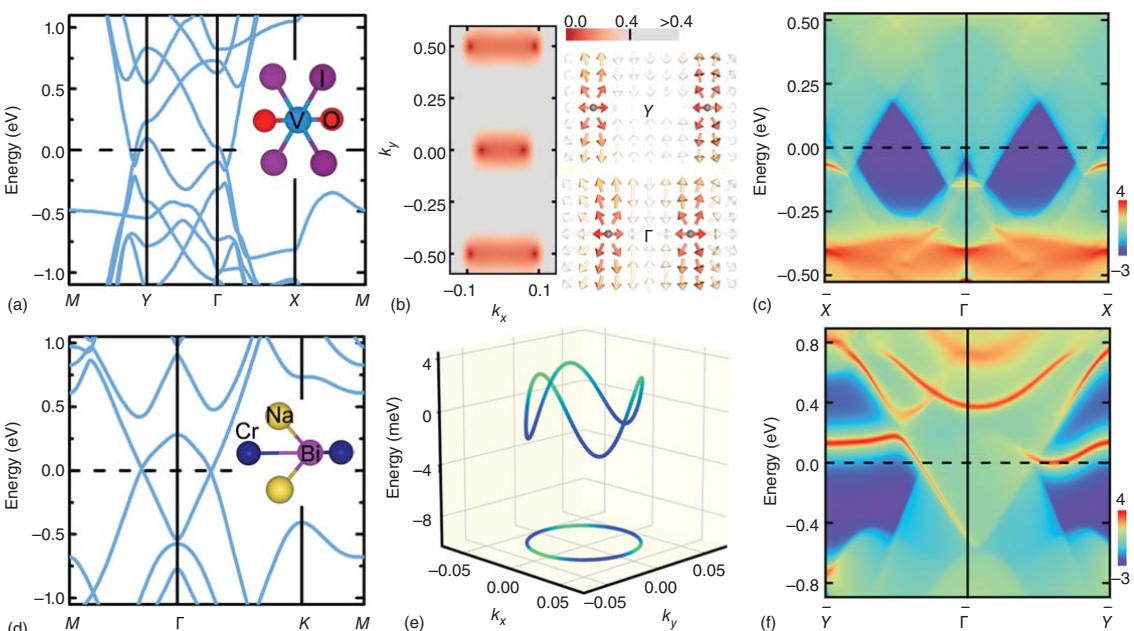 1.0
0.5
0.0
−0.5
−1.0
Energy (eV)
I
V
O
(a)
M
Y
Γ
X
M
0.0
0.4
>0.4
0.50
0.25
0.00
−0.25
−0.50
k_y
Y
Γ
−0.1
0.1
k_x
(b)
0.50
0.25
0.00
−0.25
−0.50
Energy (eV)
4
−3
(c)
X̅
Γ̅
X̅
1.0
0.5
0.0
−0.5
−1.0
Energy (eV)
Na
Cr
Bi
(d)
M
Γ
K
M
4
0
−4
−8
Energy (meV)
−0.05
0.00
0.05
k_x
−0.05
0.00
0.05
k_y
(e)
0.8
0.4
0.0
−0.4
−0.8
Energy (eV)
4
−3
(f)
Y̅
Γ̅
Y̅